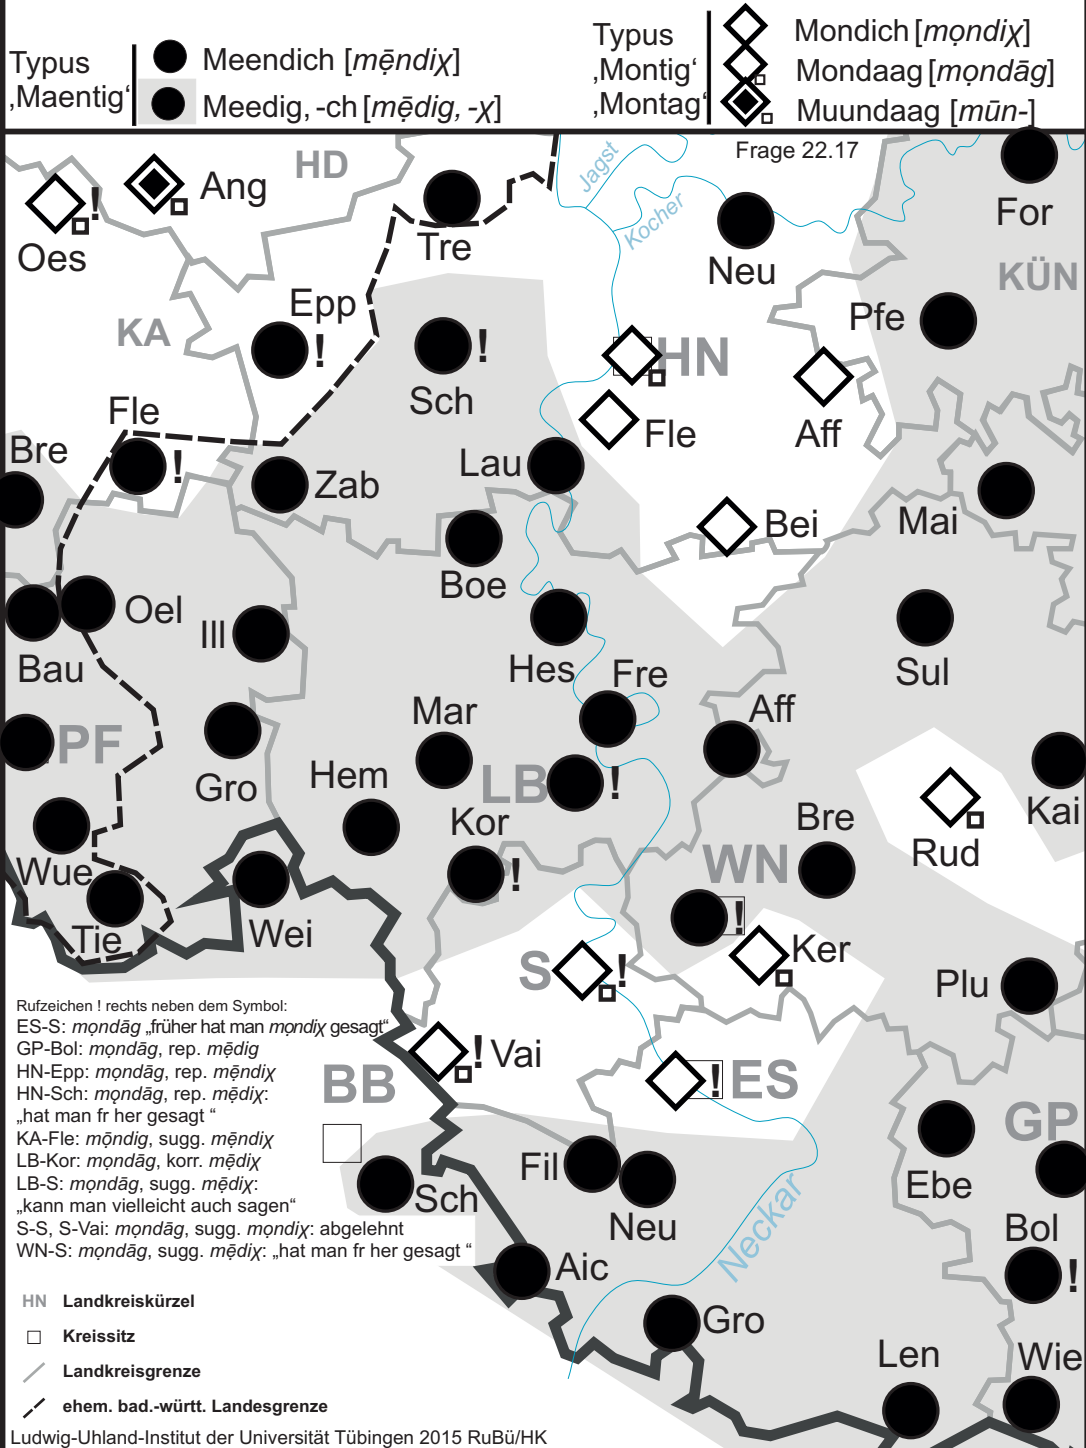 Typus
‚Maentig‘
Meendich [mẹ̄ndiχ]
Meedig, -ch [mẹ̄dig, -χ]
Typus
‚Montig‘
‚Montag‘
Mondich [mọndiχ]
Mondaag [mọndāg]
Muundaag [mūn-]
Frage 22.17
HD
Jagst
Kocher
Ang
Oes
Tre
Neu
For
KÜN
Epp
KA
Pfe
Sch
HN
Fle
Fle
Aff
Bre
Zab
Lau
Bei
Mai
Boe
Oel
Ill
Bau
Hes
Sul
Fre
Mar
Aff
PF
Gro
Hem
LB
Kai
Kor
Bre
Rud
Wue
WN
Tie
Wei
S
Ker
Plu
Vai
BB
ES
GP
Fil
Sch
Neu
Ebe
Neckar
Bol
Aic
Gro
Len
Wie
Rufzeichen ! rechts neben dem Symbol:
ES-S: mọndāg „früher hat man mọndiχ gesagt“
GP-Bol: mọndāg, rep. mẹ̄dig
HN-Epp: mọndāg, rep. mẹ̄ndiχ
HN-Sch: mọndāg, rep. mẹ̄diχ:
„hat man fr her gesagt “
KA-Fle: mọ̄ndig, sugg. mẹ̄ndiχ
LB-Kor: mọndāg, korr. mẹ̄diχ
LB-S: mọndāg, sugg. mẹ̄diχ:
„kann man vielleicht auch sagen“
S-S, S-Vai: mọndāg, sugg. mọndiχ: abgelehnt
WN-S: mọndāg, sugg. mẹ̄diχ: „hat man fr her gesagt “
HN Landkreiskürzel
Kreissitz
Landkreisgrenze
ehem. bad.-württ. Landesgrenze
Ludwig-Uhland-Institut der Universität Tübingen 2015 RuBü/HK